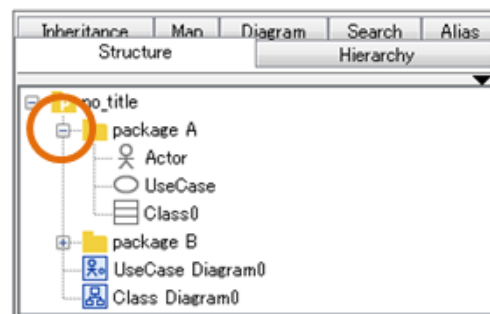 Inheritance Map Diagram Search Alias
Structure Hierarchy
no_title
package A
Actor
UseCase
Class0
package B
UseCase Diagram0
Class Diagram0